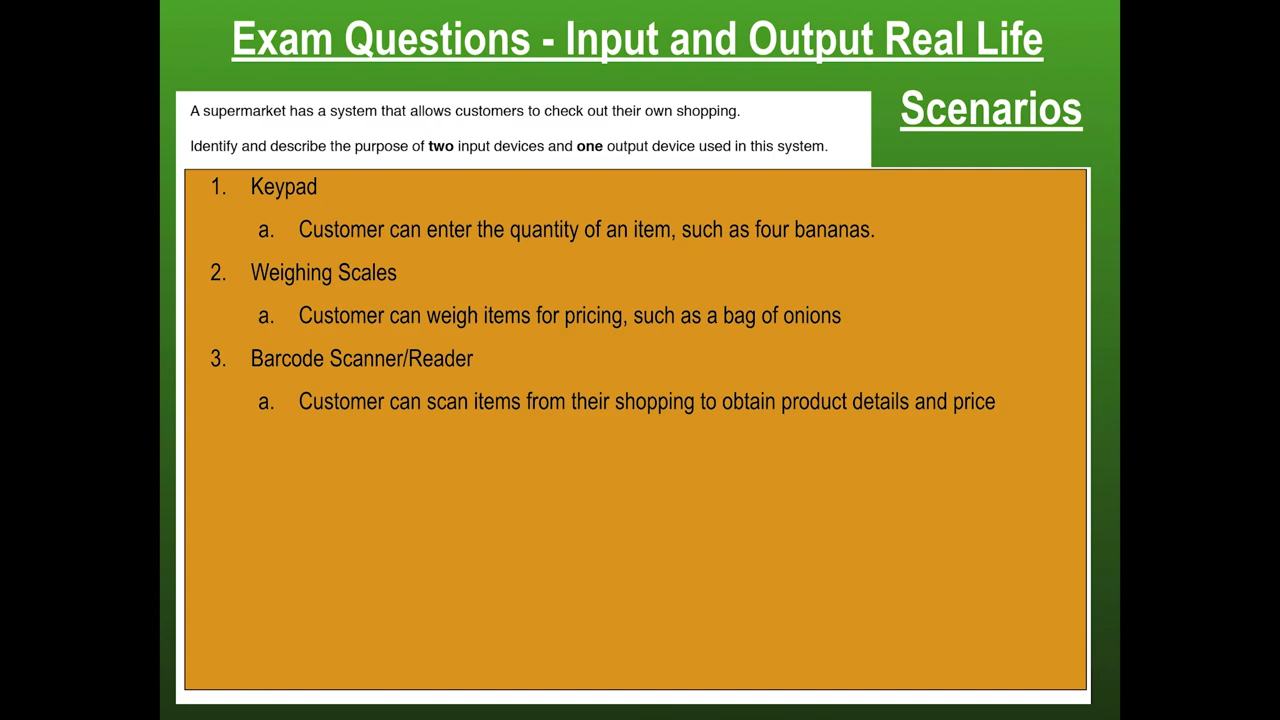 Exam Questions - Input and Output Real Life
Scenarios
A supermarket has a system that allows customers to check out their own shopping.
Identify and describe the purpose of two input devices and one output device used in this system.
1. Keypad
a. Customer can enter the quantity of an item, such as four bananas.
2. Weighing Scales
a. Customer can weigh items for pricing, such as a bag of onions
3. Barcode Scanner/Reader
a. Customer can scan items from their shopping to obtain product details and price